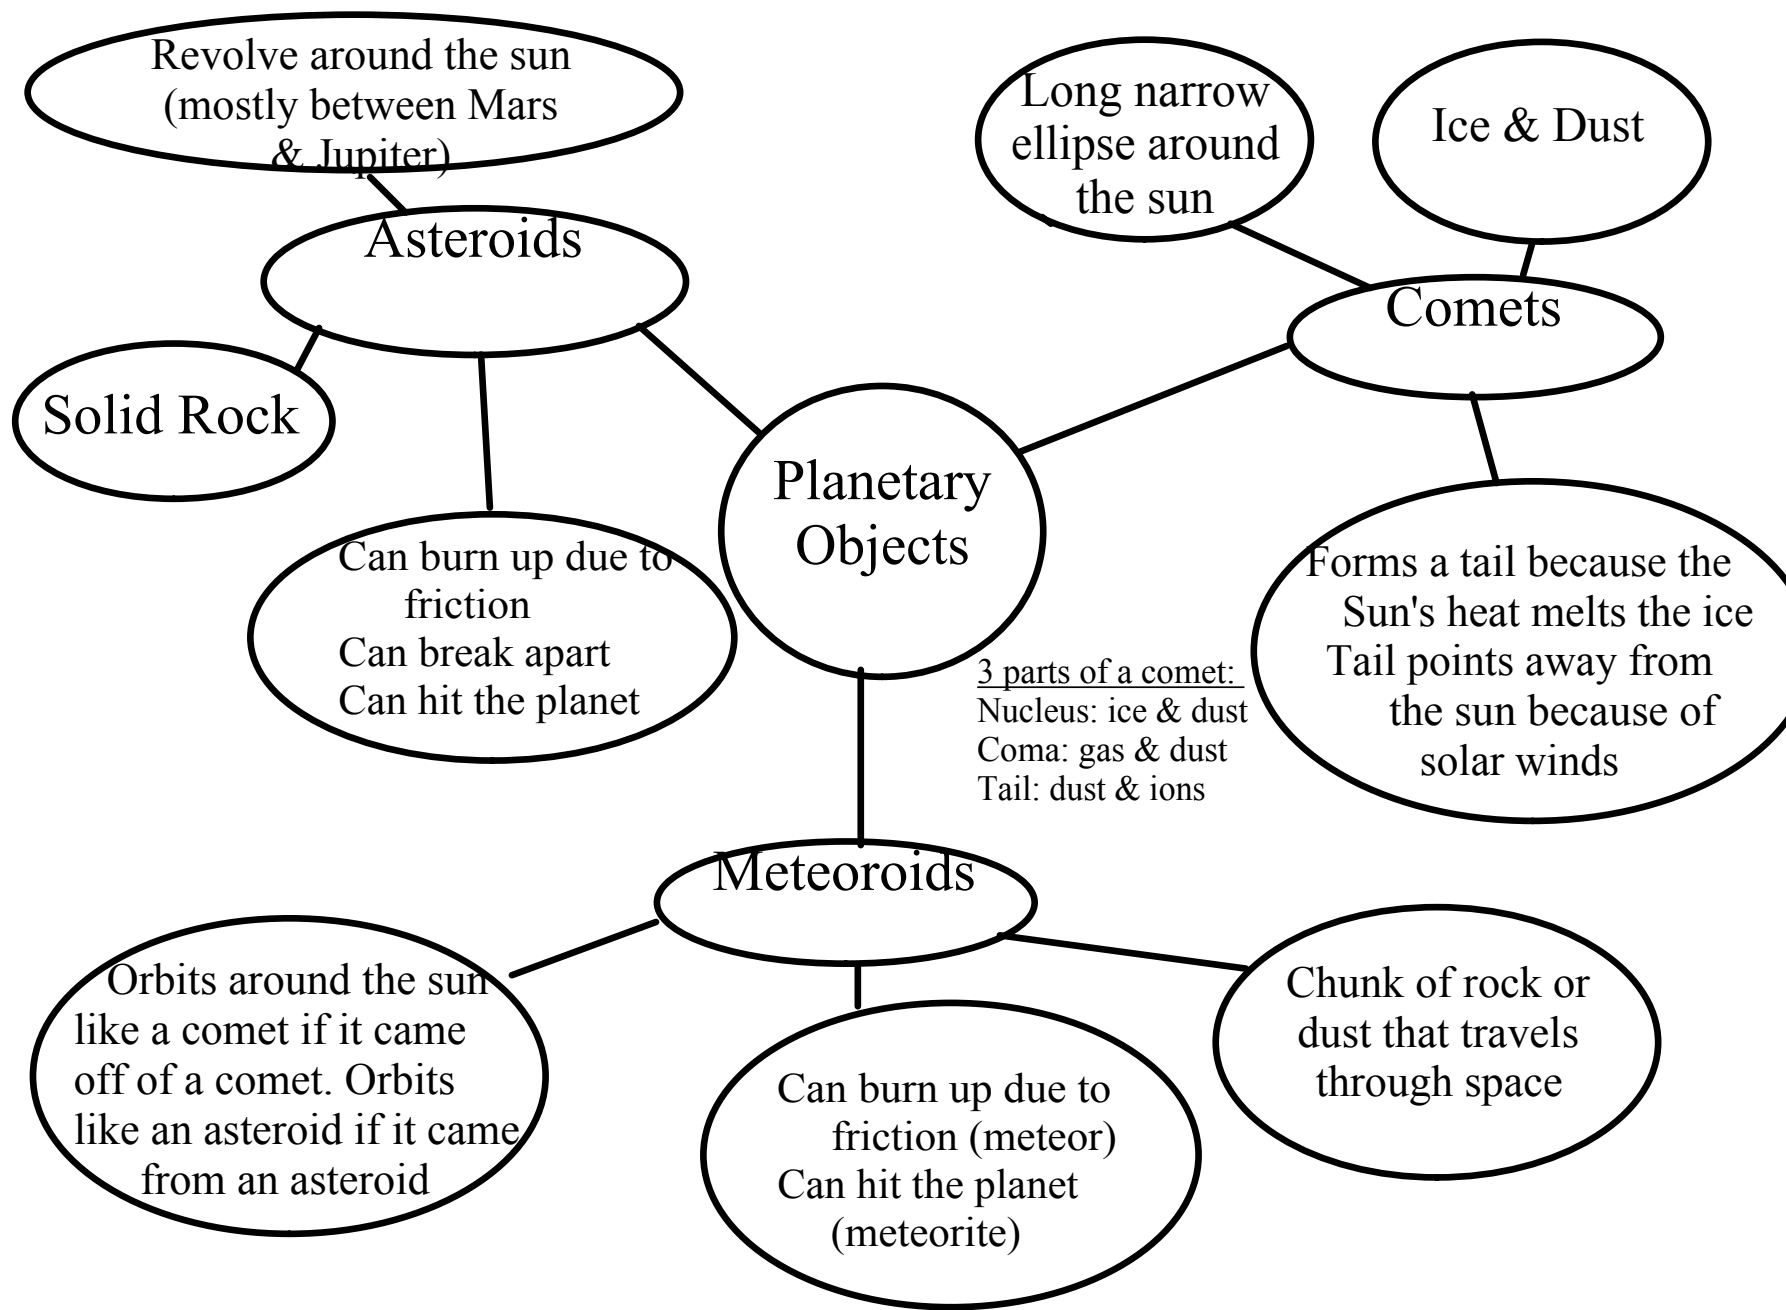 Revolve around the sun
(mostly between Mars
& Jupiter)
Asteroids
Solid Rock
Can burn up due to
friction
Can break apart
Can hit the planet
Long narrow
ellipse around
the sun
Ice & Dust
Comets
Forms a tail because the
Sun's heat melts the ice
Tail points away from
the sun because of
solar winds
Planetary
Objects
3 parts of a comet:
Nucleus: ice & dust
Coma: gas & dust
Tail: dust & ions
Meteoroids
Orbits around the sun
like a comet if it came
off of a comet. Orbits
like an asteroid if it came
from an asteroid
Can burn up due to
friction (meteor)
Can hit the planet
(meteorite)
Chunk of rock or
dust that travels
through space